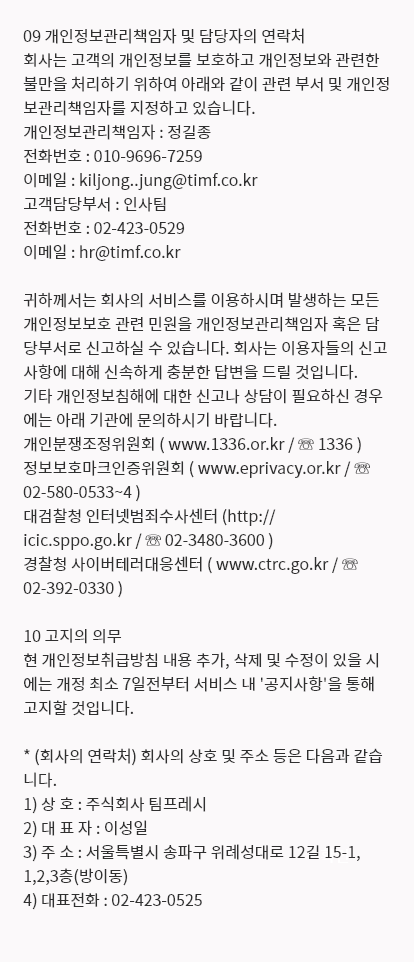 09 개인정보관리책임자 및 담당자의 연락처
회사는 고객의 개인정보를 보호하고 개인정보와 관련한
불만을 처리하기 위하여 아래와 같이 관련 부서 및 개인정
보관리책임자를 지정하고 있습니다.
개인정보관리책임자 : 정길종
전화번호 : 010-9696-7259
이메일 : kiljong..jung@timf.co.kr
고객담당부서 : 인사팀
전화번호 : 02-423-0529
이메일 : hr@timf.co.kr
귀하께서는 회사의 서비스를 이용하시며 발생하는 모든
개인정보보호 관련 민원을 개인정보관리책임자 혹은 담
당부서로 신고하실 수 있습니다. 회사는 이용자들의 신고
사항에 대해 신속하게 충분한 답변을 드릴 것입니다.
기타 개인정보침해에 대한 신고나 상담이 필요하신 경우
에는 아래 기관에 문의하시기 바랍니다.
개인분쟁조정위원회 ( www.1336.or.kr / ☏ 1336 )
정보보호마크인증위원회 ( www.eprivacy.or.kr / ☏
02-580-0533~4 )
대검찰청 인터넷범죄수사센터 (http://
icic.sppo.go.kr / ☏ 02-3480-3600 )
경찰청 사이버테러대응센터 ( www.ctrc.go.kr / ☏
02-392-0330 )
10 고지의 의무
현 개인정보취급방침 내용 추가, 삭제 및 수정이 있을 시
에는 개정 최소 7일전부터 서비스 내 '공지사항'을 통해
고지할 것입니다.
* (회사의 연락처) 회사의 상호 및 주소 등은 다음과 같습
니다.
1) 상 호 : 주식회사 팀프레시
2) 대 표 자 : 이성일
3) 주 소 : 서울특별시 송파구 위례성대로 12길 15-1,
1,2,3층(방이동)
4) 대표전화 : 02-423-0525